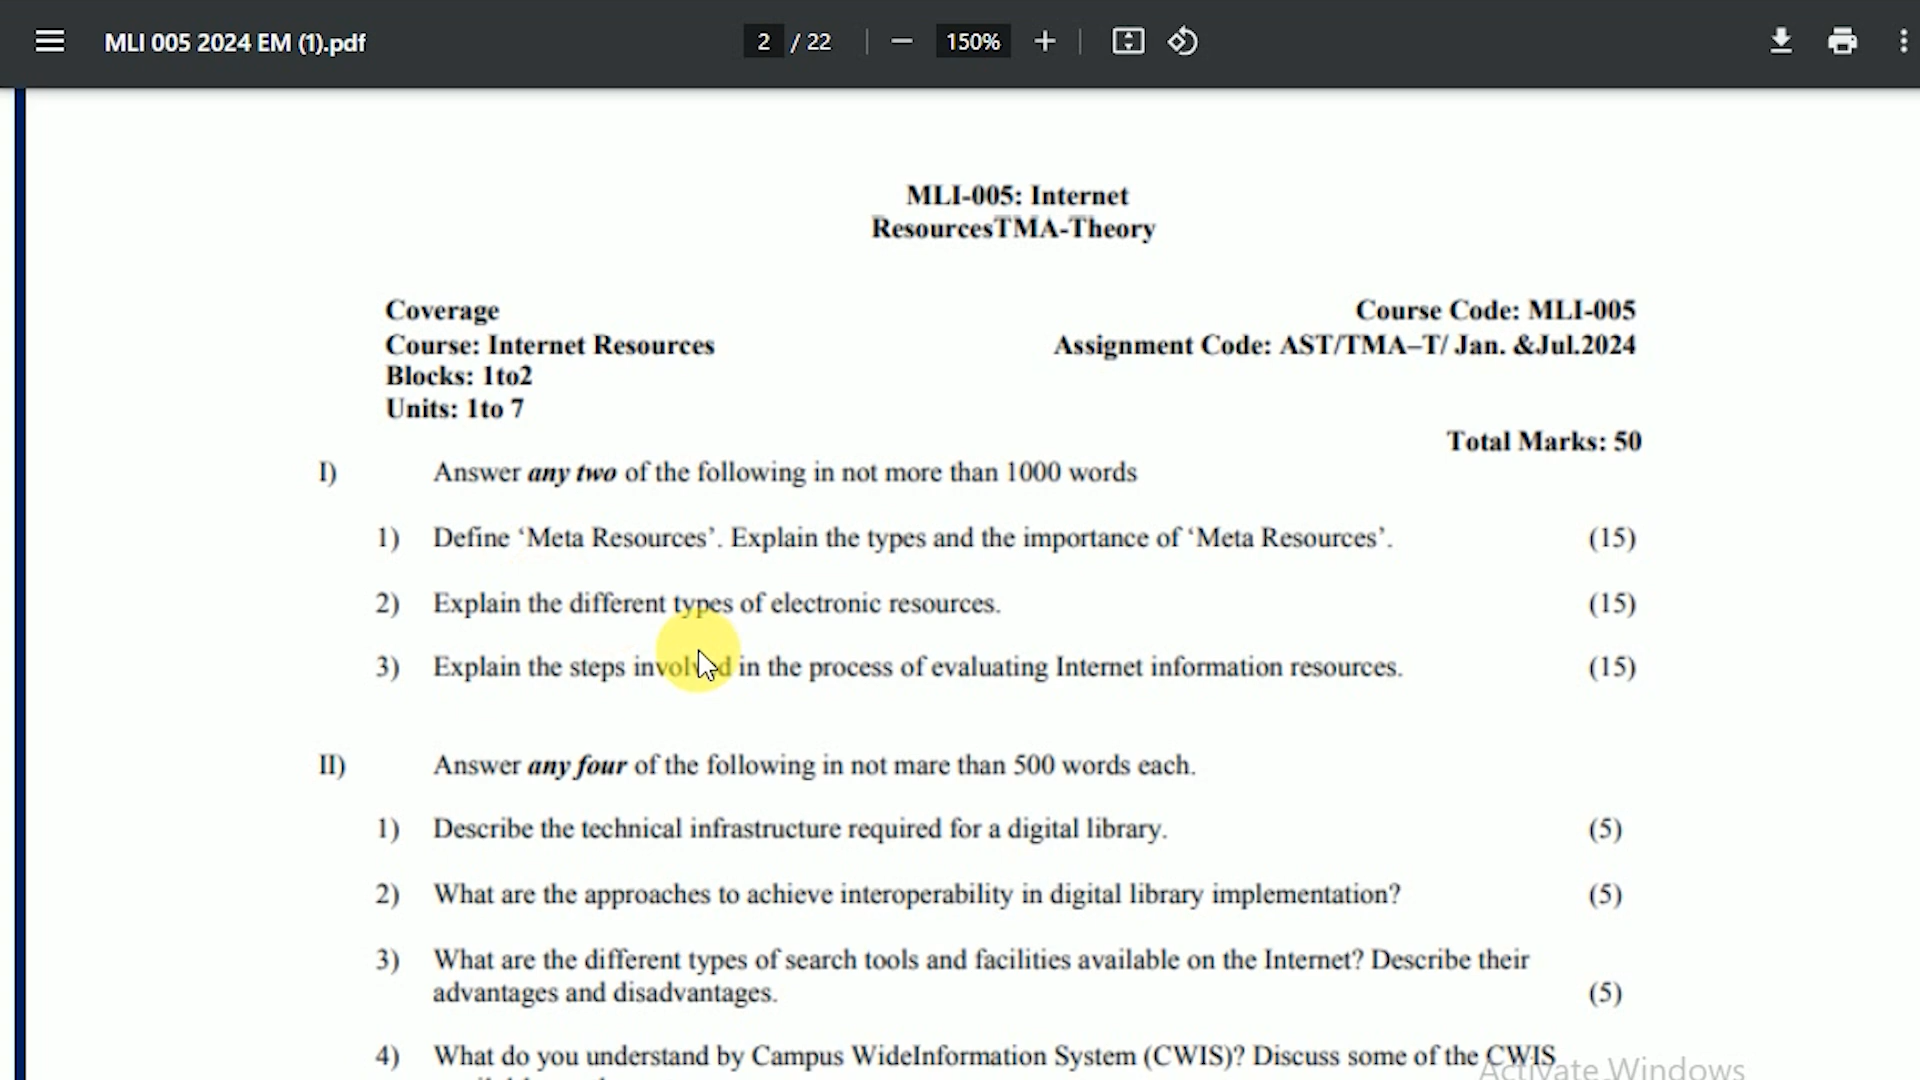 MLI 005 2024 EM (1).pdf
2 / 22
150%
MLI-005: Internet
ResourcesTMA-Theory
Coverage
Course Code: MLI-005
Course: Internet Resources
Assignment Code: AST/TMA–T/ Jan. &Jul.2024
Blocks: 1to2
Units: 1to 7
Total Marks: 50
I) Answer any two of the following in not more than 1000 words
1) Define ‘Meta Resources’. Explain the types and the importance of ‘Meta Resources’. (15)
2) Explain the different types of electronic resources. (15)
3) Explain the steps involved in the process of evaluating Internet information resources. (15)
II) Answer any four of the following in not mare than 500 words each.
1) Describe the technical infrastructure required for a digital library. (5)
2) What are the approaches to achieve interoperability in digital library implementation? (5)
3) What are the different types of search tools and facilities available on the Internet? Describe their
advantages and disadvantages. (5)
4) What do you understand by Campus WideInformation System (CWIS)? Discuss some of the CWIS
Activate Windows